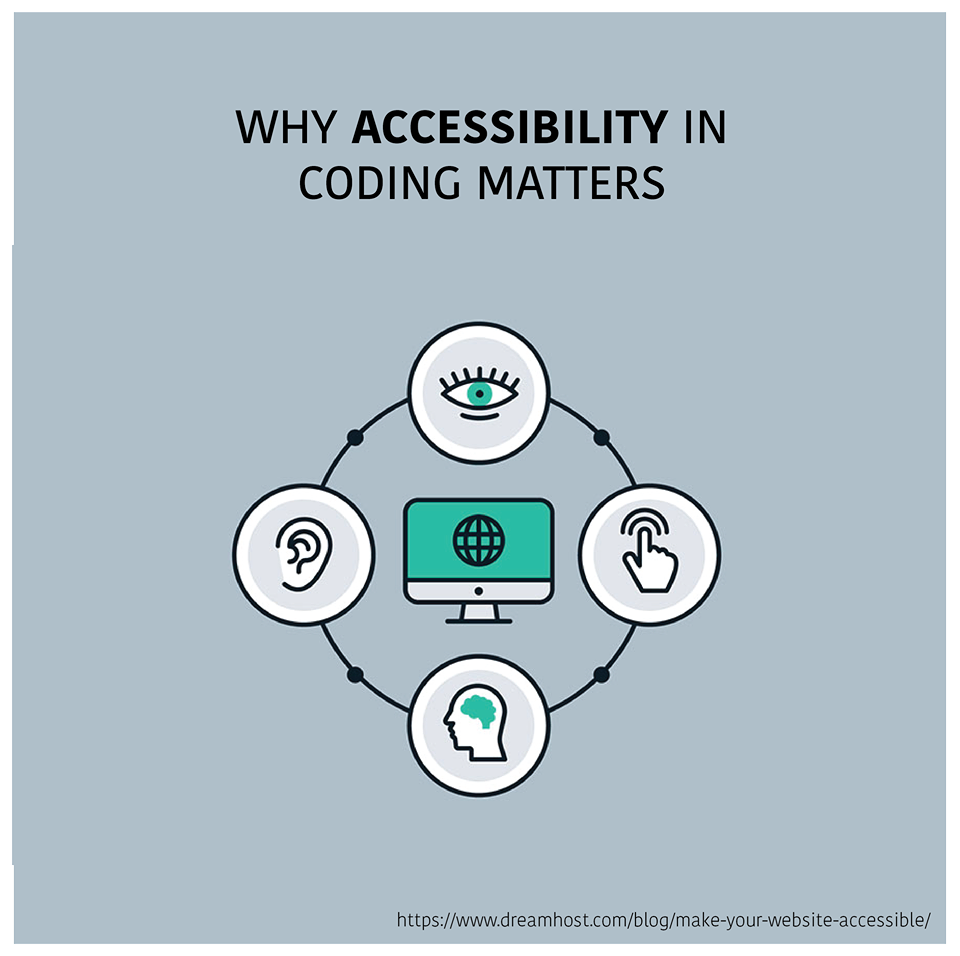 WHY ACCESSIBILITY IN
CODING MATTERS
https://www.dreamhost.com/blog/make-your-website-accessible/